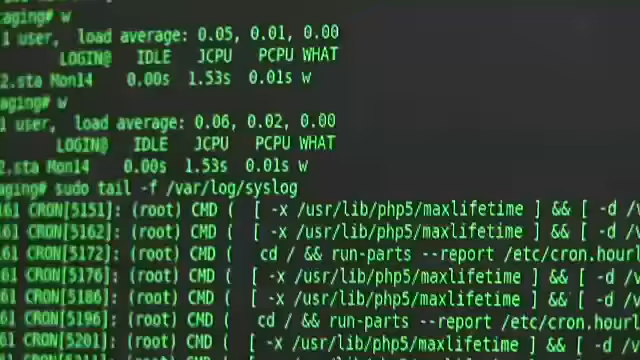 aging# w
1 user, load average: 0.05, 0.01, 0.00
LOGIN@ IDLE JCPU PCPU WHAT
2.sta Mon14 0.00s 1.53s 0.01s w
aging# w
1 user, load average: 0.06, 0.02, 0.00
LOGIN@ IDLE JCPU PCPU WHAT
2.sta Mon14 0.00s 1.53s 0.01s w
aging# sudo tail -f /var/log/syslog
161 CRON[5151]: (root) CMD ( [ -x /usr/lib/php5/maxlifetime ] && [ -d /v
61 CRON[5162]: (root) CMD ( [ -x /usr/lib/php5/maxlifetime ] && [ -d /v
61 CRON[5172]: (root) CMD ( cd / && run-parts --report /etc/cron.hourl
61 CRON[5176]: (root) CMD ( [ -x /usr/lib/php5/maxlifetime ] && [ -d /v
61 CRON[5186]: (root) CMD ( [ -x /usr/lib/php5/maxlifetime ] && [ -d /v
61 CRON[5196]: (root) CMD ( cd / && run-parts --report /etc/cron.hourl
61 CRON[5201]: (root) CMD ( [ -x /usr/lib/php5/maxlifetime ] && [ -d /v